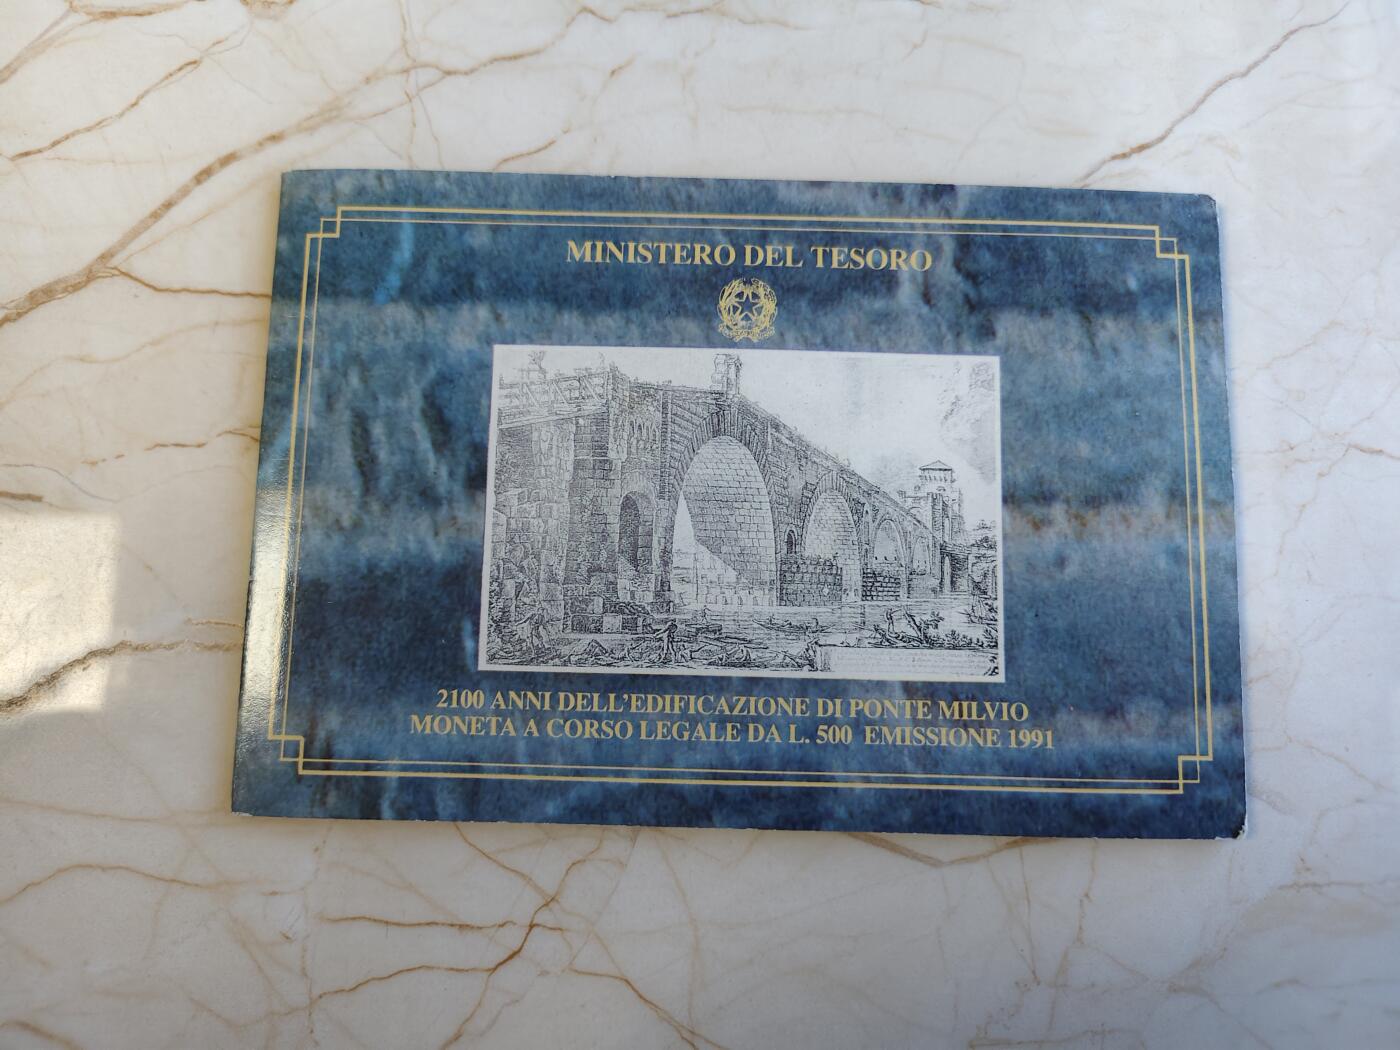 MINISTERO DEL TESORO
2100 ANNI DELL'EDIFICAZIONE DI PONTE MILVIO
MONETA A CORSO LEGALE DA L. 500 EMISSIONE 1991